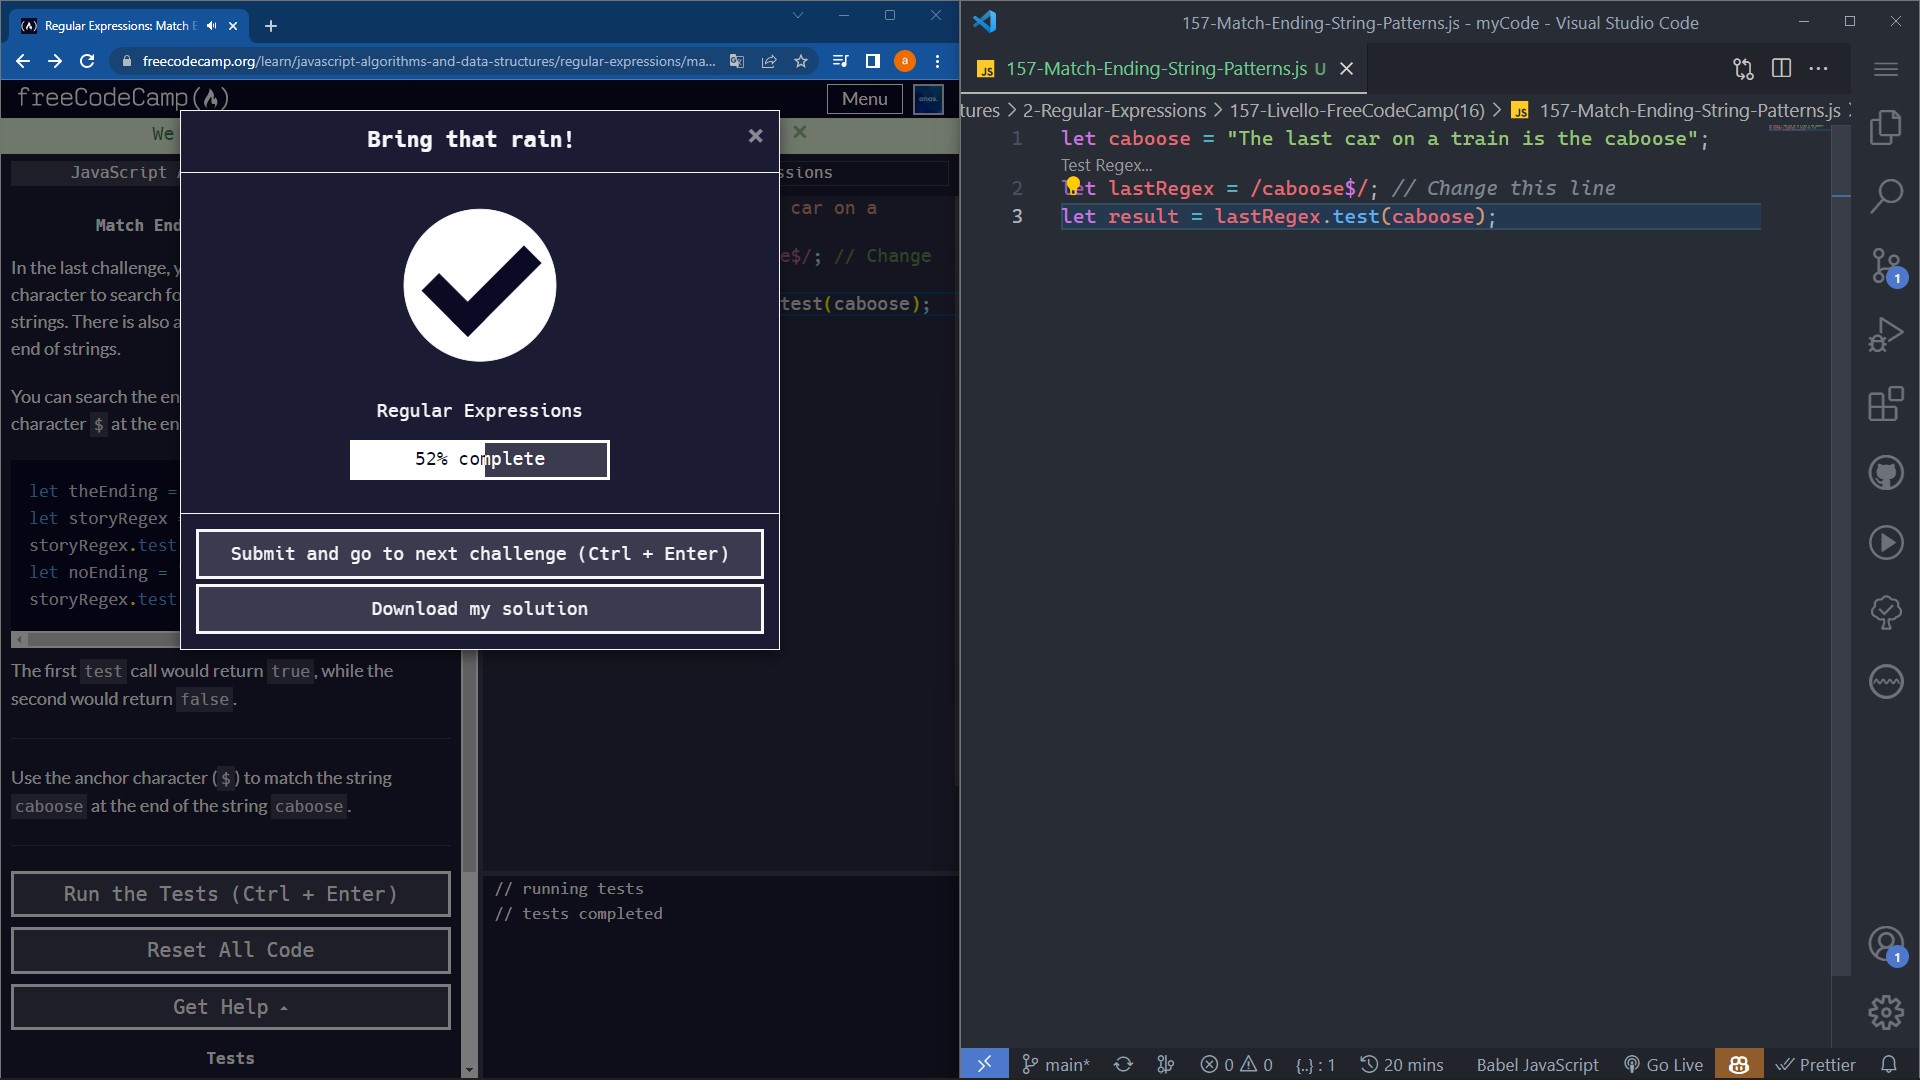 Regular Expressions: Match E
freecodecamp.org/learn/javascript-algorithms-and-data-structures/regular-expressions/ma...
a
freeCodeCamp
Menu
anas.
We
JavaScript
ssions
Match End
In the last challenge, y
character to search fo
strings. There is also a
end of strings.
You can search the en
character $ at the en
let theEnding =
let storyRegex
storyRegex.test
let noEnding =
storyRegex.test
The first test call would return true, while the
second would return false.
Use the anchor character ($) to match the string
caboose at the end of the string caboose.
Run the Tests (Ctrl + Enter)
Reset All Code
Get Help
Tests
Bring that rain!
Regular Expressions
52% complete
Submit and go to next challenge (Ctrl + Enter)
Download my solution
car on a
e$/; // Change
test(caboose);
// running tests
// tests completed
157-Match-Ending-String-Patterns.js - myCode - Visual Studio Code
JS 157-Match-Ending-String-Patterns.js U
tures > 2-Regular-Expressions > 157-Livello-FreeCodeCamp(16) > JS 157-Match-Ending-String-Patterns.js
1 let caboose = "The last car on a train is the caboose";
Test Regex...
2 let lastRegex = /caboose$/; // Change this line
3 let result = lastRegex.test(caboose);
1
1
main* 0 0 {..} : 1 20 mins Babel JavaScript Go Live Prettier